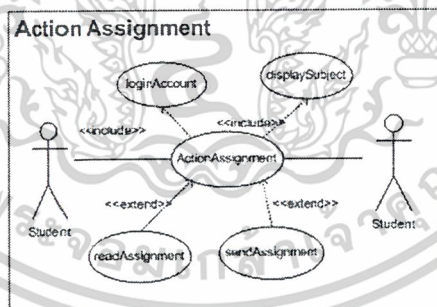 Action Assignment
loginAccount
displaySubject
<<include>>
<<include>>
ActionAssignment
<<extend>>
<<extend>>
Student
Student
readAssignment
sendAssignment